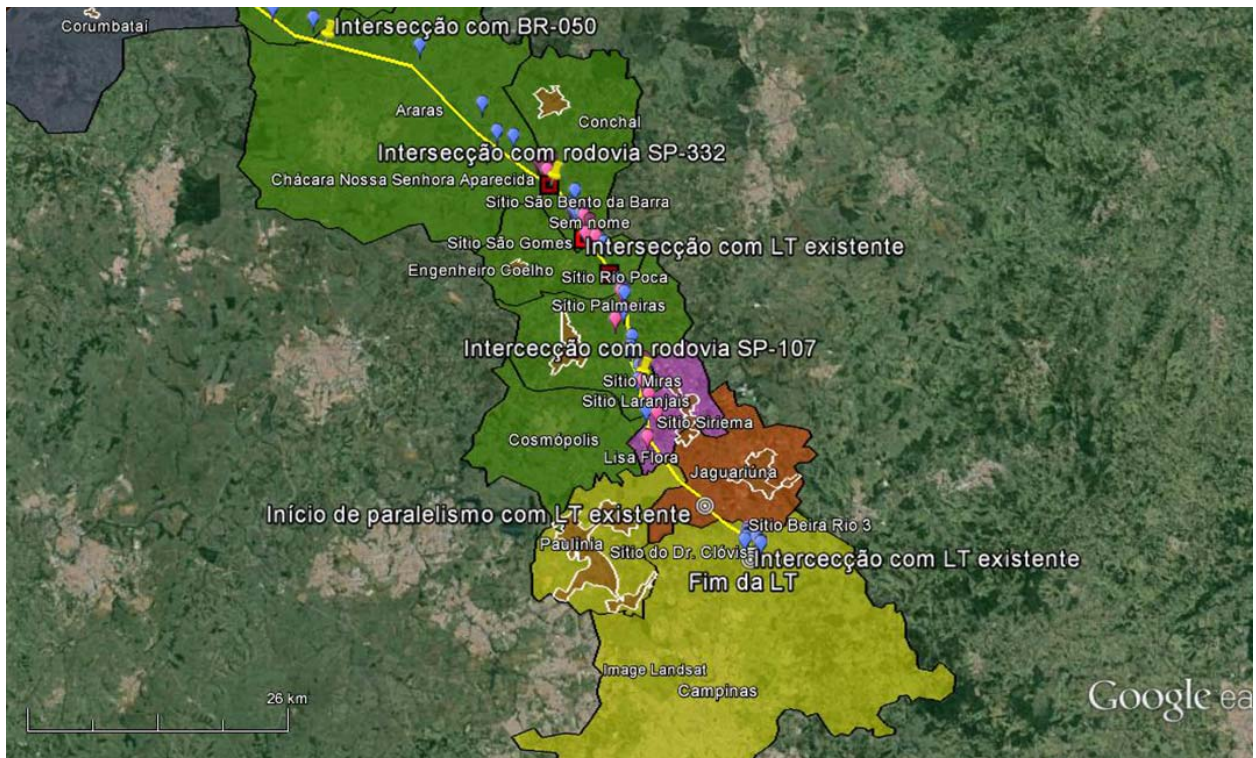 Corumbataí
Intersecção com BR-050
Araras
Conchal
Intersecção com rodovia SP-332
Chácara Nossa Senhora Aparecida
Sítio São Bento da Barra
Sem nome
Sítio São Gomes
Intersecção com LT existente
Engenheiro Coelho
Sítio Rio Poca
Sítio Palmeiras
Intercecção com rodovia SP-107
Sítio Miras
Sítio Laranjais
Sítio Siriema
Cosmópolis
Lisa Flora
Jaguariúna
Início de paralelismo com LT existente
Sítio Beira Rio 3
Paulínia
Sítio do Dr. Clóvis
Intercecção com LT existente
Fim da LT
Image Landsat
Campinas
26 km
Google ea